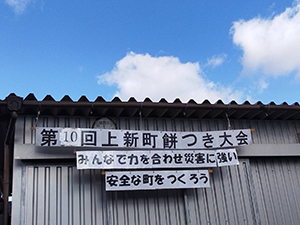 第10回上新町餅つき大会
みんなで力を合わせ災害に強い
安全な町をつくろう